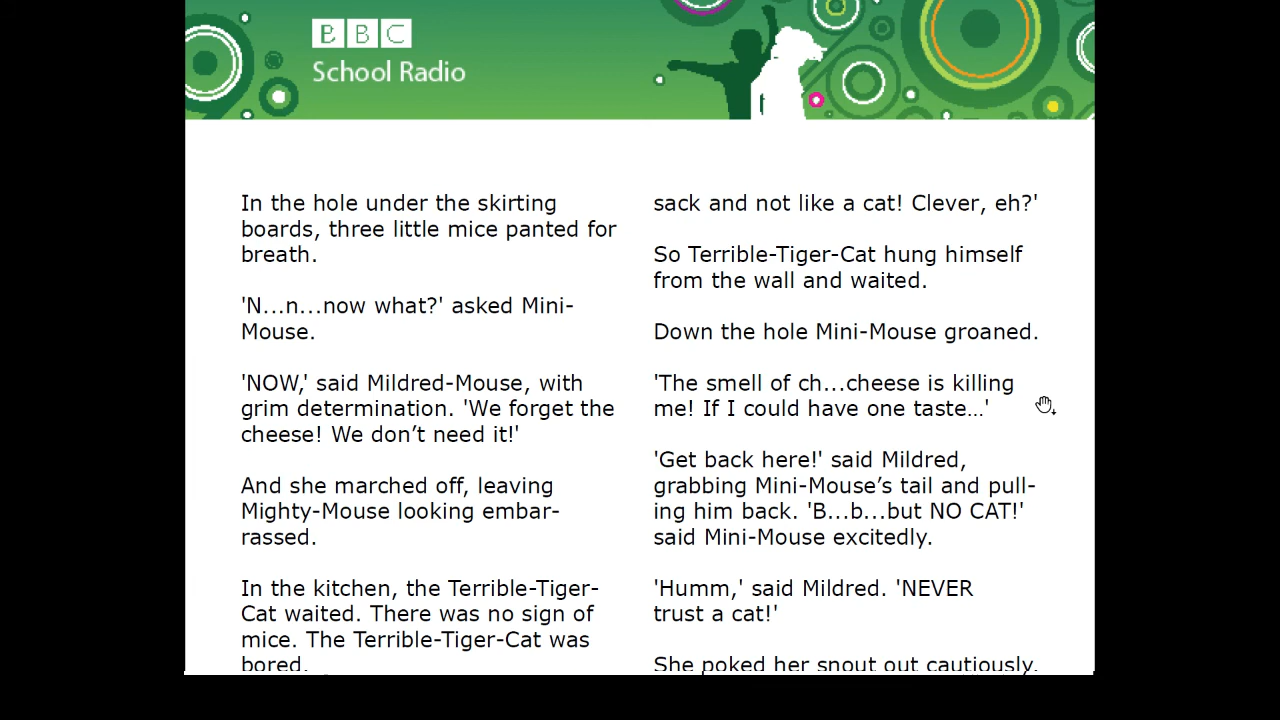 BBC
School Radio
In the hole under the skirting
boards, three little mice panted for
breath.
'N...n...now what?' asked Mini-
Mouse.
'NOW,' said Mildred-Mouse, with
grim determination. 'We forget the
cheese! We don’t need it!'
And she marched off, leaving
Mighty-Mouse looking embar-
rassed.
In the kitchen, the Terrible-Tiger-
Cat waited. There was no sign of
mice. The Terrible-Tiger-Cat was
bored.
sack and not like a cat! Clever, eh?'
So Terrible-Tiger-Cat hung himself
from the wall and waited.
Down the hole Mini-Mouse groaned.
'The smell of ch...cheese is killing
me! If I could have one taste…'
'Get back here!' said Mildred,
grabbing Mini-Mouse’s tail and pull-
ing him back. 'B...b...but NO CAT!'
said Mini-Mouse excitedly.
'Humm,' said Mildred. 'NEVER
trust a cat!'
She poked her snout out cautiously.